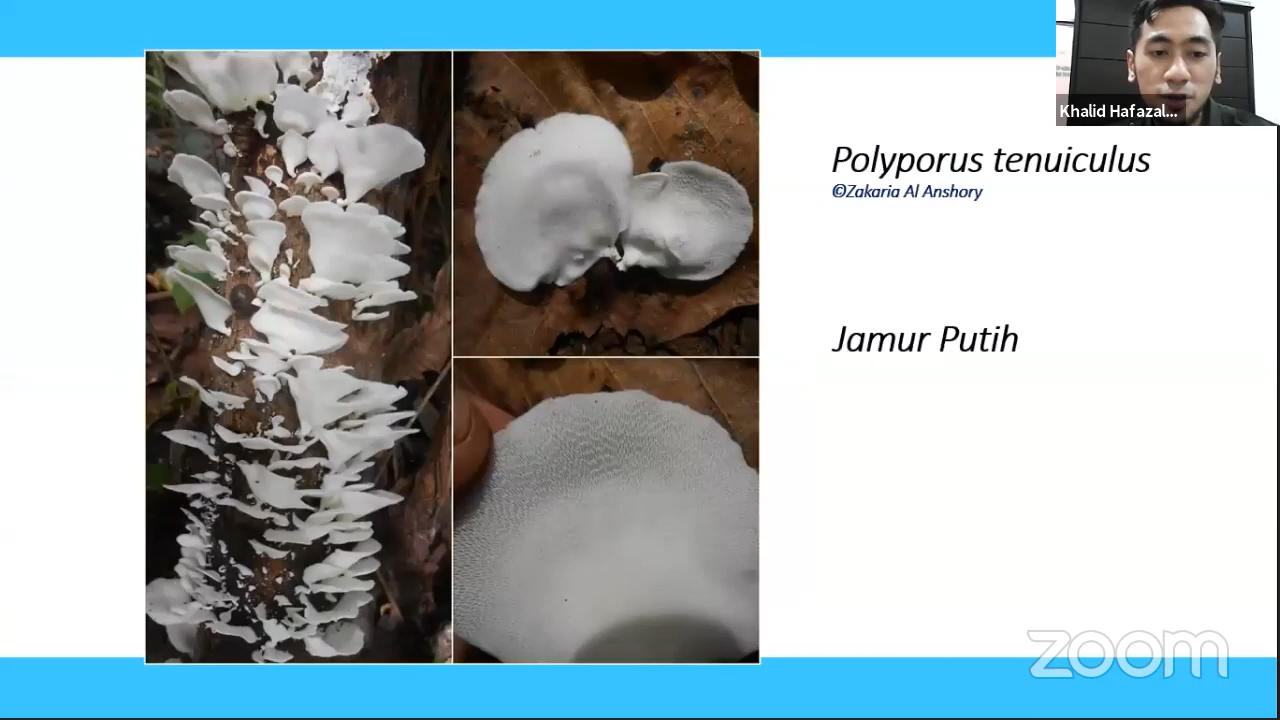 Khalid Hafazal...
Polyporus tenuiculus
©Zakaria Al Anshory
Jamur Putih
zoom